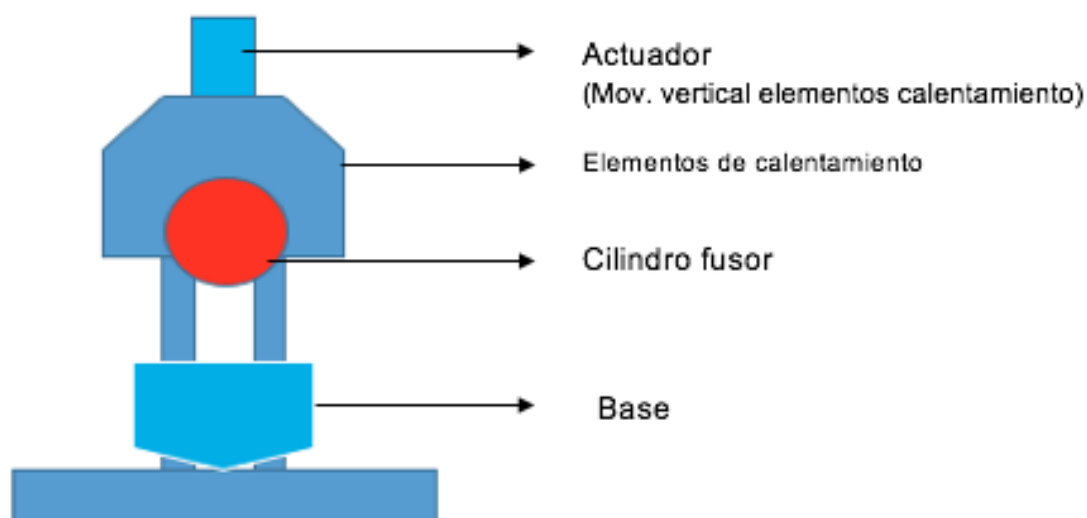 Actuador
(Mov. vertical elementos calentamiento)
Elementos de calentamiento
Cilindro fusor
Base